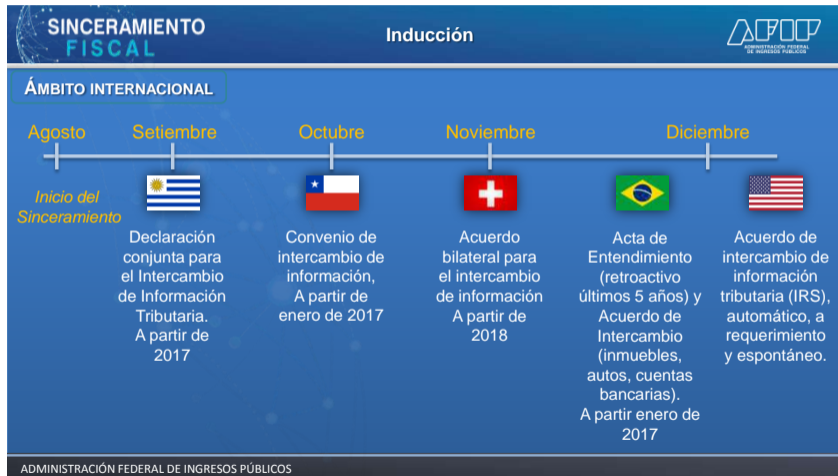 SINCERAMIENTO
FISCAL
Inducción
AFIP
ADMINISTRACIÓN FEDERAL
DE INGRESOS PÚBLICOS
ÁMBITO INTERNACIONAL
Agosto
Setiembre
Octubre
Noviembre
Diciembre
Inicio del
Sinceramiento
Declaración
conjunta para
el Intercambio
de Información
Tributaria.
A partir de
2017
Convenio de
intercambio de
información,
A partir de
enero de 2017
Acuerdo
bilateral para
el intercambio
de información
A partir de
2018
Acta de
Entendimiento
(retroactivo
últimos 5 años) y
Acuerdo de
Intercambio
(inmuebles,
autos, cuentas
bancarias).
A partir enero de
2017
Acuerdo de
intercambio de
información
tributaria (IRS),
automático, a
requerimiento
y espontáneo.
ADMINISTRACIÓN FEDERAL DE INGRESOS PÚBLICOS